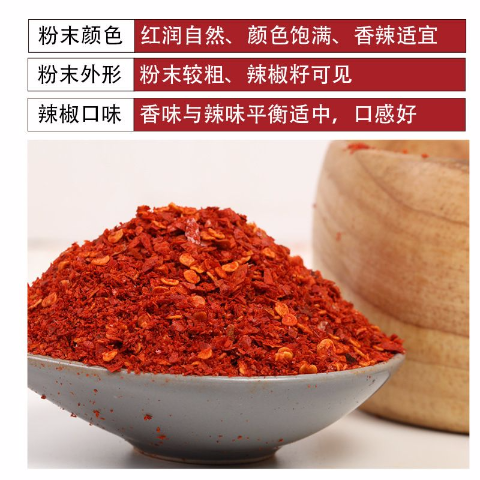 粉末颜色 红润自然、颜色饱满、香辣适宜
粉末外形 粉末较粗、辣椒籽可见
辣椒口味 香味与辣味平衡适中，口感好